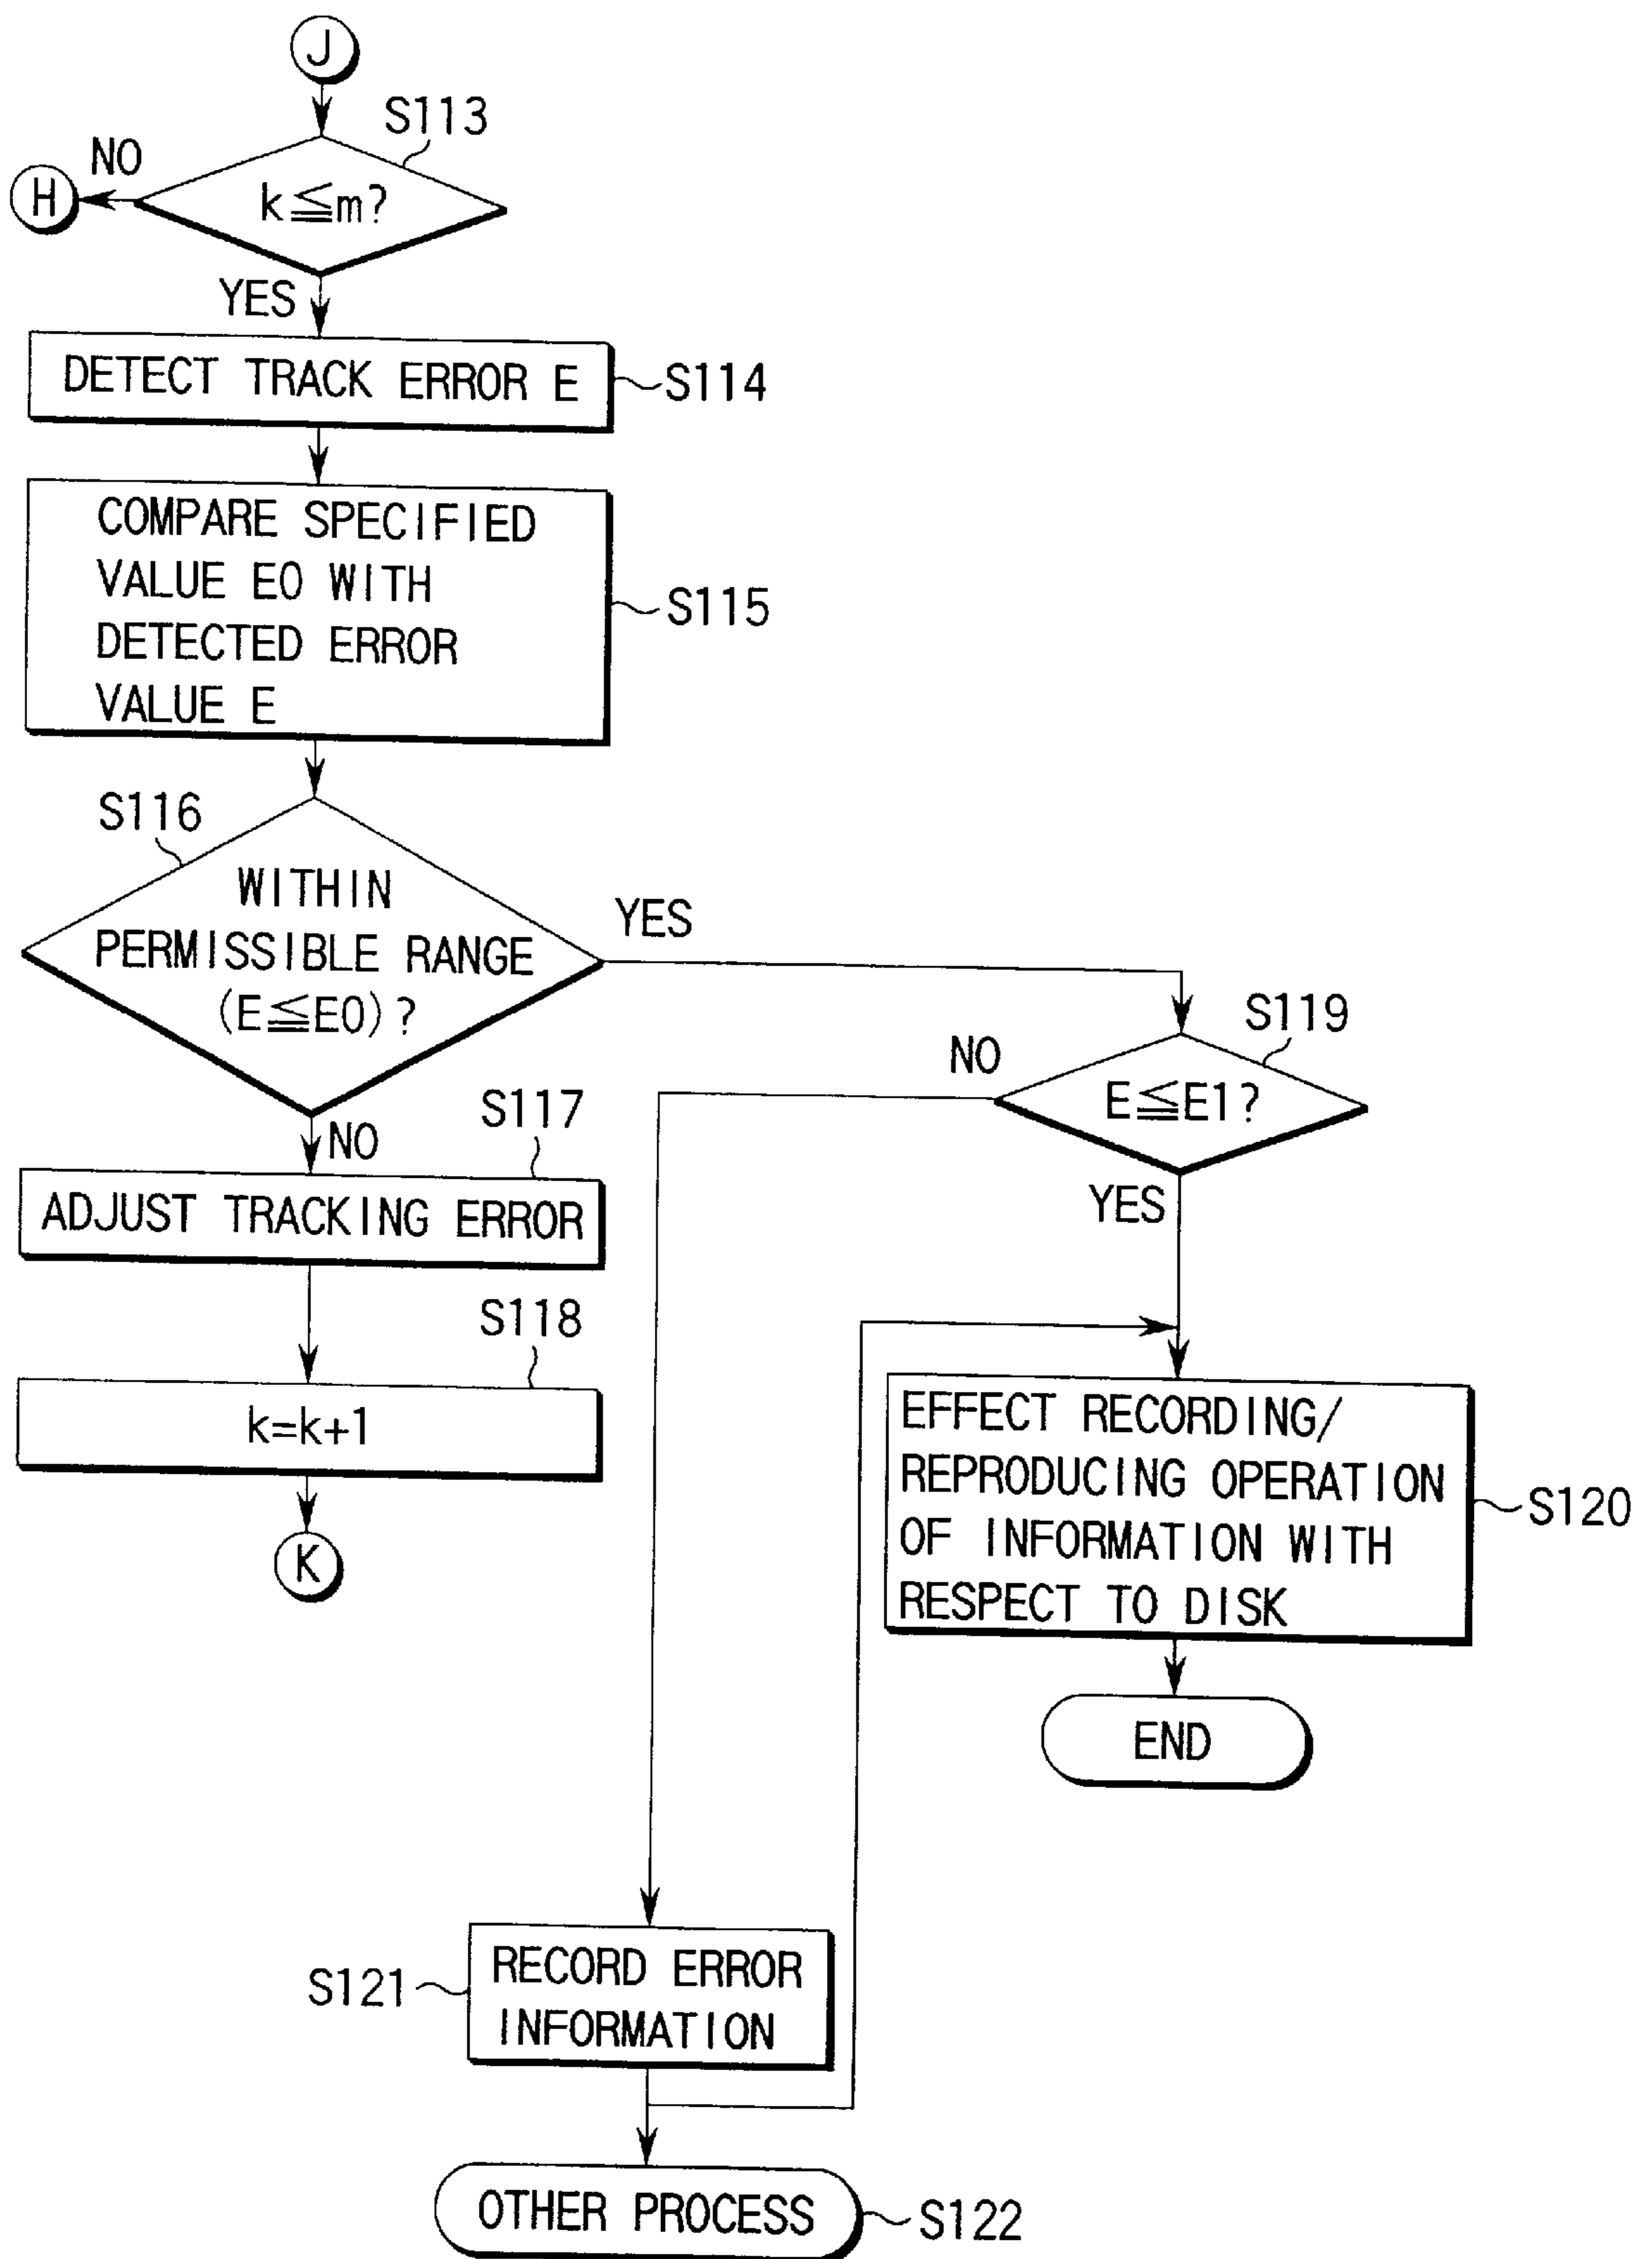 J
S113
NO
H
k≦m?
YES
DETECT TRACK ERROR E
S114
COMPARE SPECIFIED
VALUE E0 WITH
DETECTED ERROR
VALUE E
S115
S116
WITHIN
PERMISSIBLE RANGE
(E≦E0)?
YES
S119
NO
E≦E1?
S117
NO
YES
ADJUST TRACKING ERROR
S118
k=k+1
K
EFFECT RECORDING/
REPRODUCING OPERATION
OF INFORMATION WITH
RESPECT TO DISK
S120
END
RECORD ERROR
INFORMATION
S121
OTHER PROCESS
S122